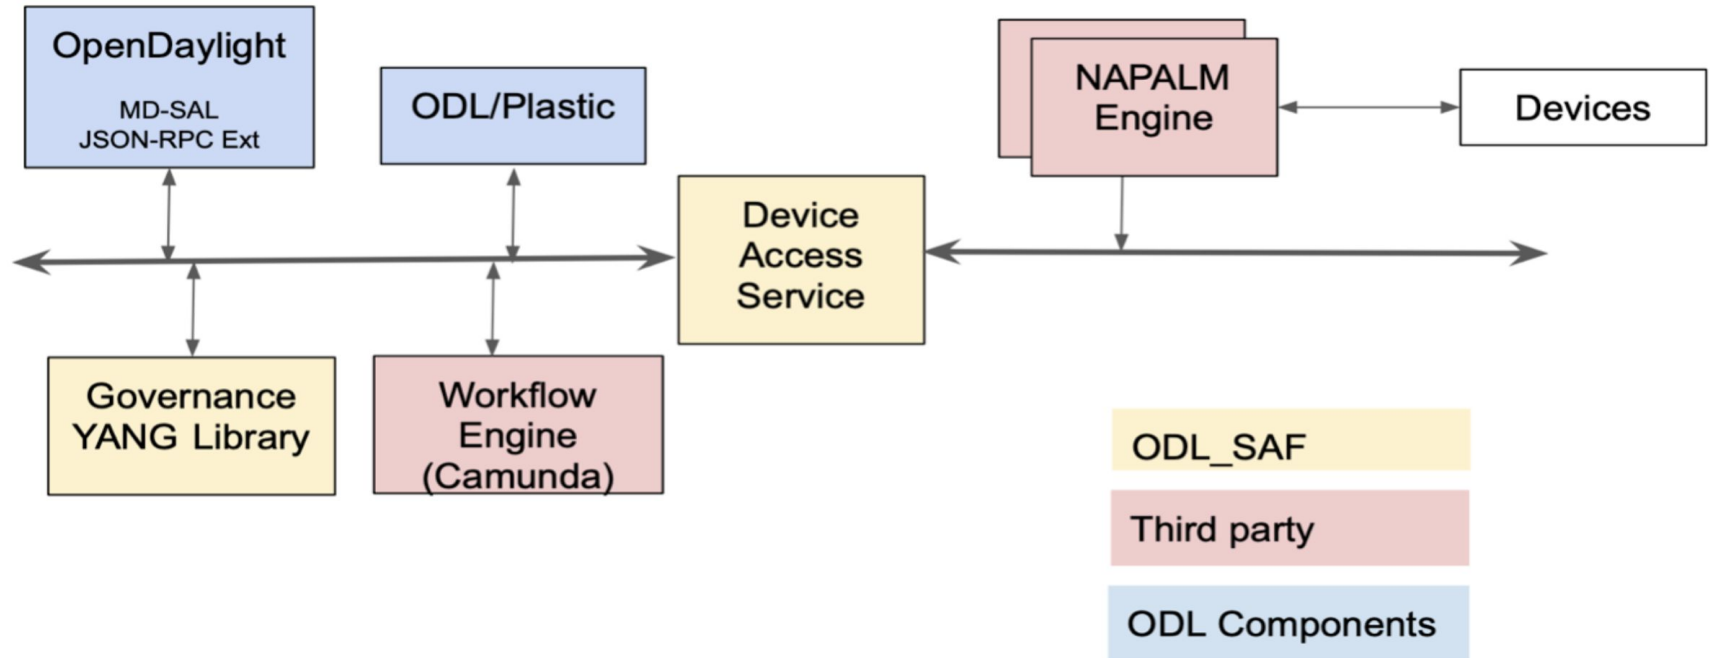 OpenDaylight
MD-SAL
JSON-RPC Ext
ODL/Plastic
NAPALM
Engine
Devices
Device
Access
Service
Governance
YANG Library
Workflow
Engine
(Camunda)
ODL_SAF
Third party
ODL Components